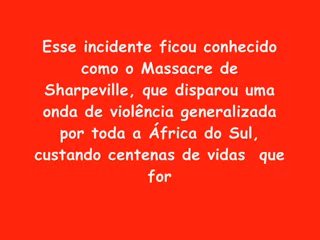 Esse incidente ficou conhecido
como o Massacre de
Sharpeville, que disparou uma
onda de violência generalizada
por toda a África do Sul,
custando centenas de vidas  que
for